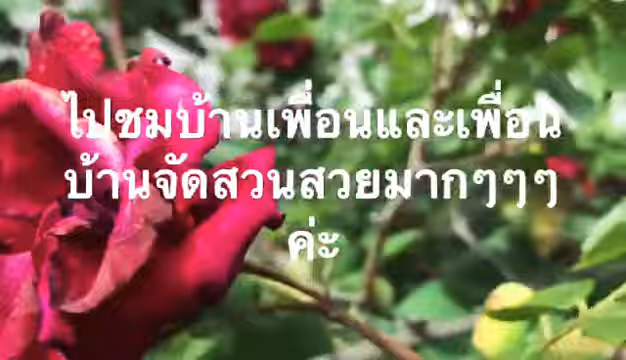 ไปชมบ้านเพื่อนและเพื่อน
บ้านจัดสวนสวยมากๆๆๆ
ค่ะ